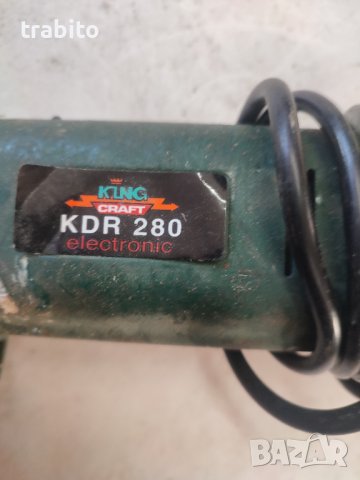 trabito
KING
CRAFT
KDR 280
electronic
BAZAR